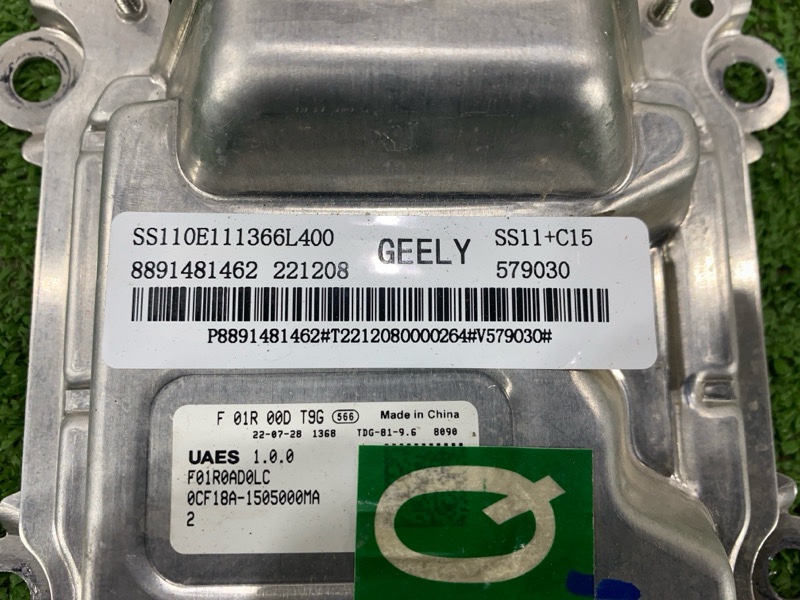 SS110E111366L400 GEELY SS11+C15
8891481462 221208 579030
P8891481462#T2212080000264#V579030#
F 01R 00D T9G 566 Made in China
22-07-28 1368 TDG-81-9.6 8090
UAES 1.0.0
F01R0AD0LC
0CF18A-1505000MA
2
Q